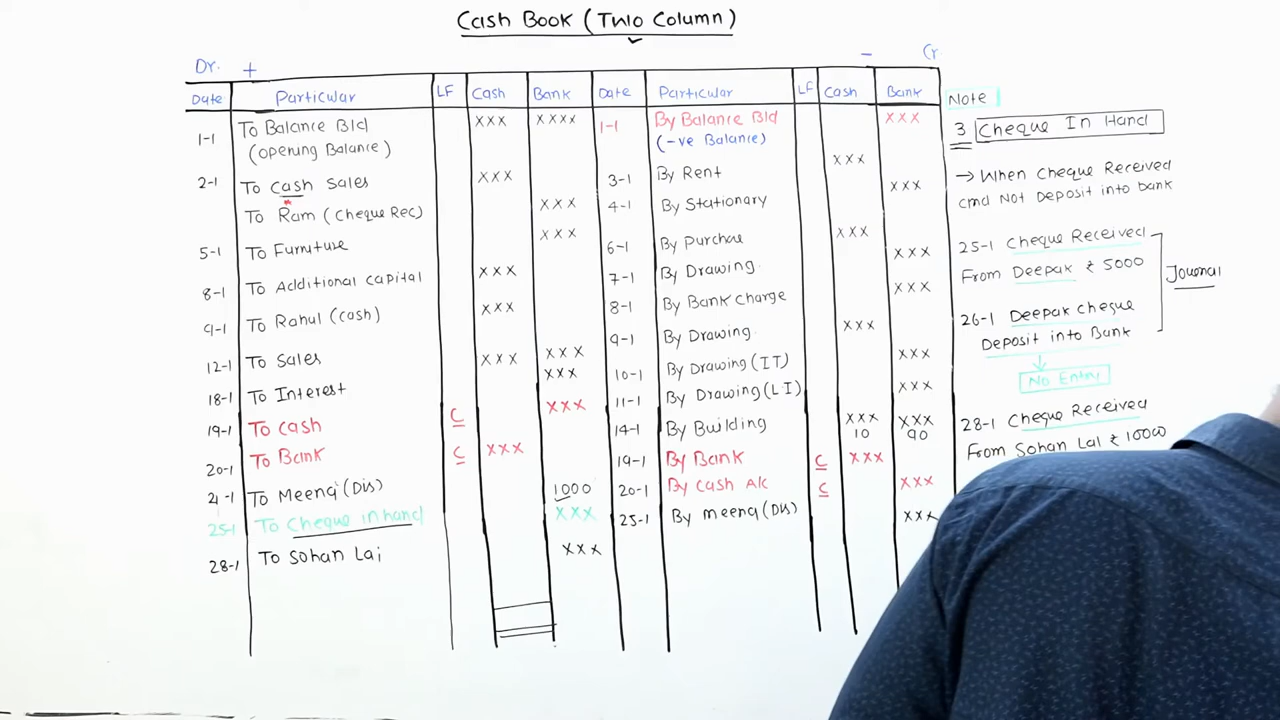 Cash Book (Two Column)
Dr. + - Cr
Date Particular LF Cash Bank Date Particular LF Cash Bank
1-1 To Balance Bld xxx xxxx 1-1 By Balance Bld xxx
(opening Balance) (-ve Balance)
2-1 To cash sales xxx 3-1 By Rent xxx
To Ram (Cheque Rec) xxx 4-1 By Stationary xxx
5-1 To Furniture xxx 6-1 By Purchae xxx
8-1 To Additional capital xxx 7-1 By Drawing xxx
9-1 To Rahul (cash) xxx 8-1 By Bank charge xxx
12-1 To Sales xxx xxx 9-1 By Drawing xxx
18-1 To Interest xxx 10-1 By Drawing (IT) xxx
19-1 To cash C xxx 11-1 By Drawing (LI) xxx
20-1 To Bank C xxx 14-1 By Building xxx xxx
10 90
21-1 To Meena (Dis) 1000 19-1 By Bank C xxx
25-1 To Cheque in hand xxx 20-1 By cash A/c C xxx
28-1 To Sohan Lal xxx 25-1 By meena (Dis) xxx
Note
3 Cheque In Hand
→ When Cheque Received
and Not Deposit into bank
25-1 Cheque Received
From Deepak ₹ 5000
Journal
26-1 Deepak cheque
Deposit into Bank
No Entry
28-1 Cheque Received
From Sohan Lal ₹ 10000